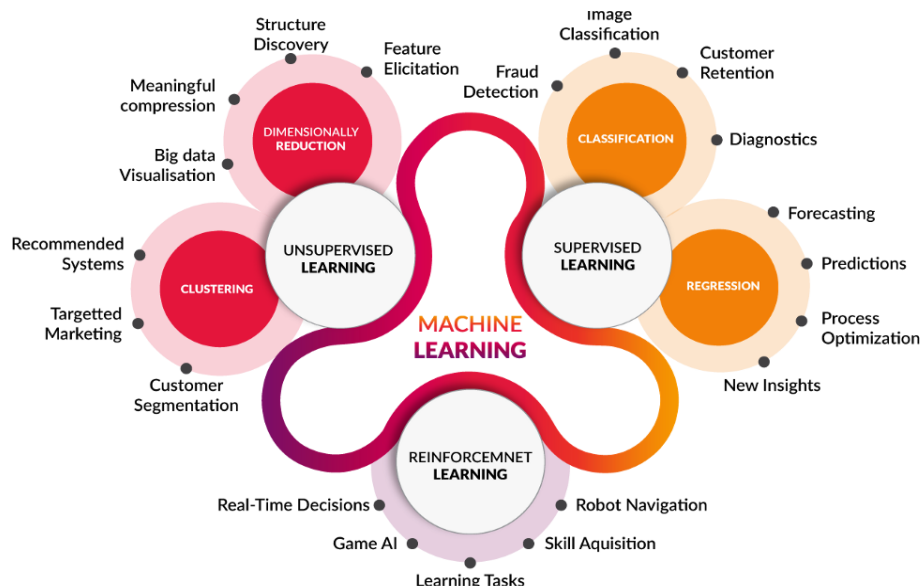 Structure
Discovery
Feature
Elicitation
Meaningful
compression
Big data
Visualisation
DIMENSIONALLY
REDUCTION
UNSUPERVISED
LEARNING
Recommended
Systems
Targetted
Marketing
Customer
Segmentation
CLUSTERING
Image
Classification
Fraud
Detection
Customer
Retention
Diagnostics
CLASSIFICATION
SUPERVISED
LEARNING
Forecasting
Predictions
Process
Optimization
New Insights
REGRESSION
MACHINE
LEARNING
REINFORCEMNET
LEARNING
Real-Time Decisions
Game AI
Learning Tasks
Skill Aquisition
Robot Navigation